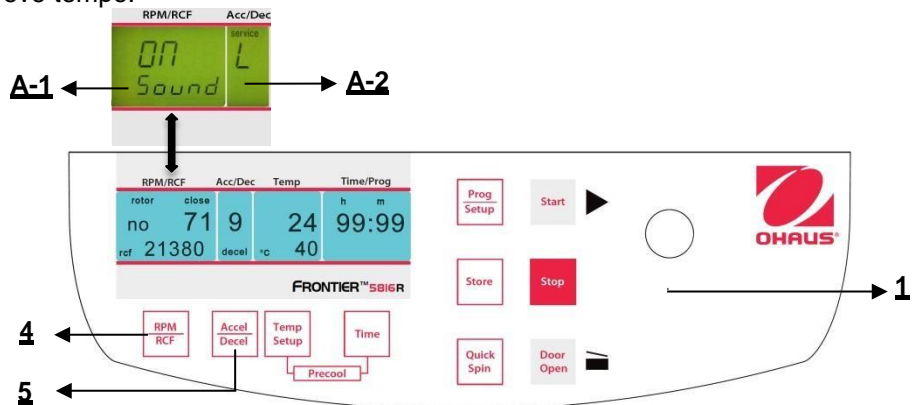 RPM/RCF Acc/Dec
service
ON L
Sound
A-1 A-2
RPM/RCF Acc/Dec Temp Time/Prog
rotor close h m
no 71 9 24 99:99
rcf 21380 decel °C 40
FRONTIER™5816R
Prog
Setup
Start
OHAUS®
Store
Stop
1
4
RPM
RCF
Accel
Decel
Temp
Setup
Time
Precool
Quick
Spin
Door
Open
5